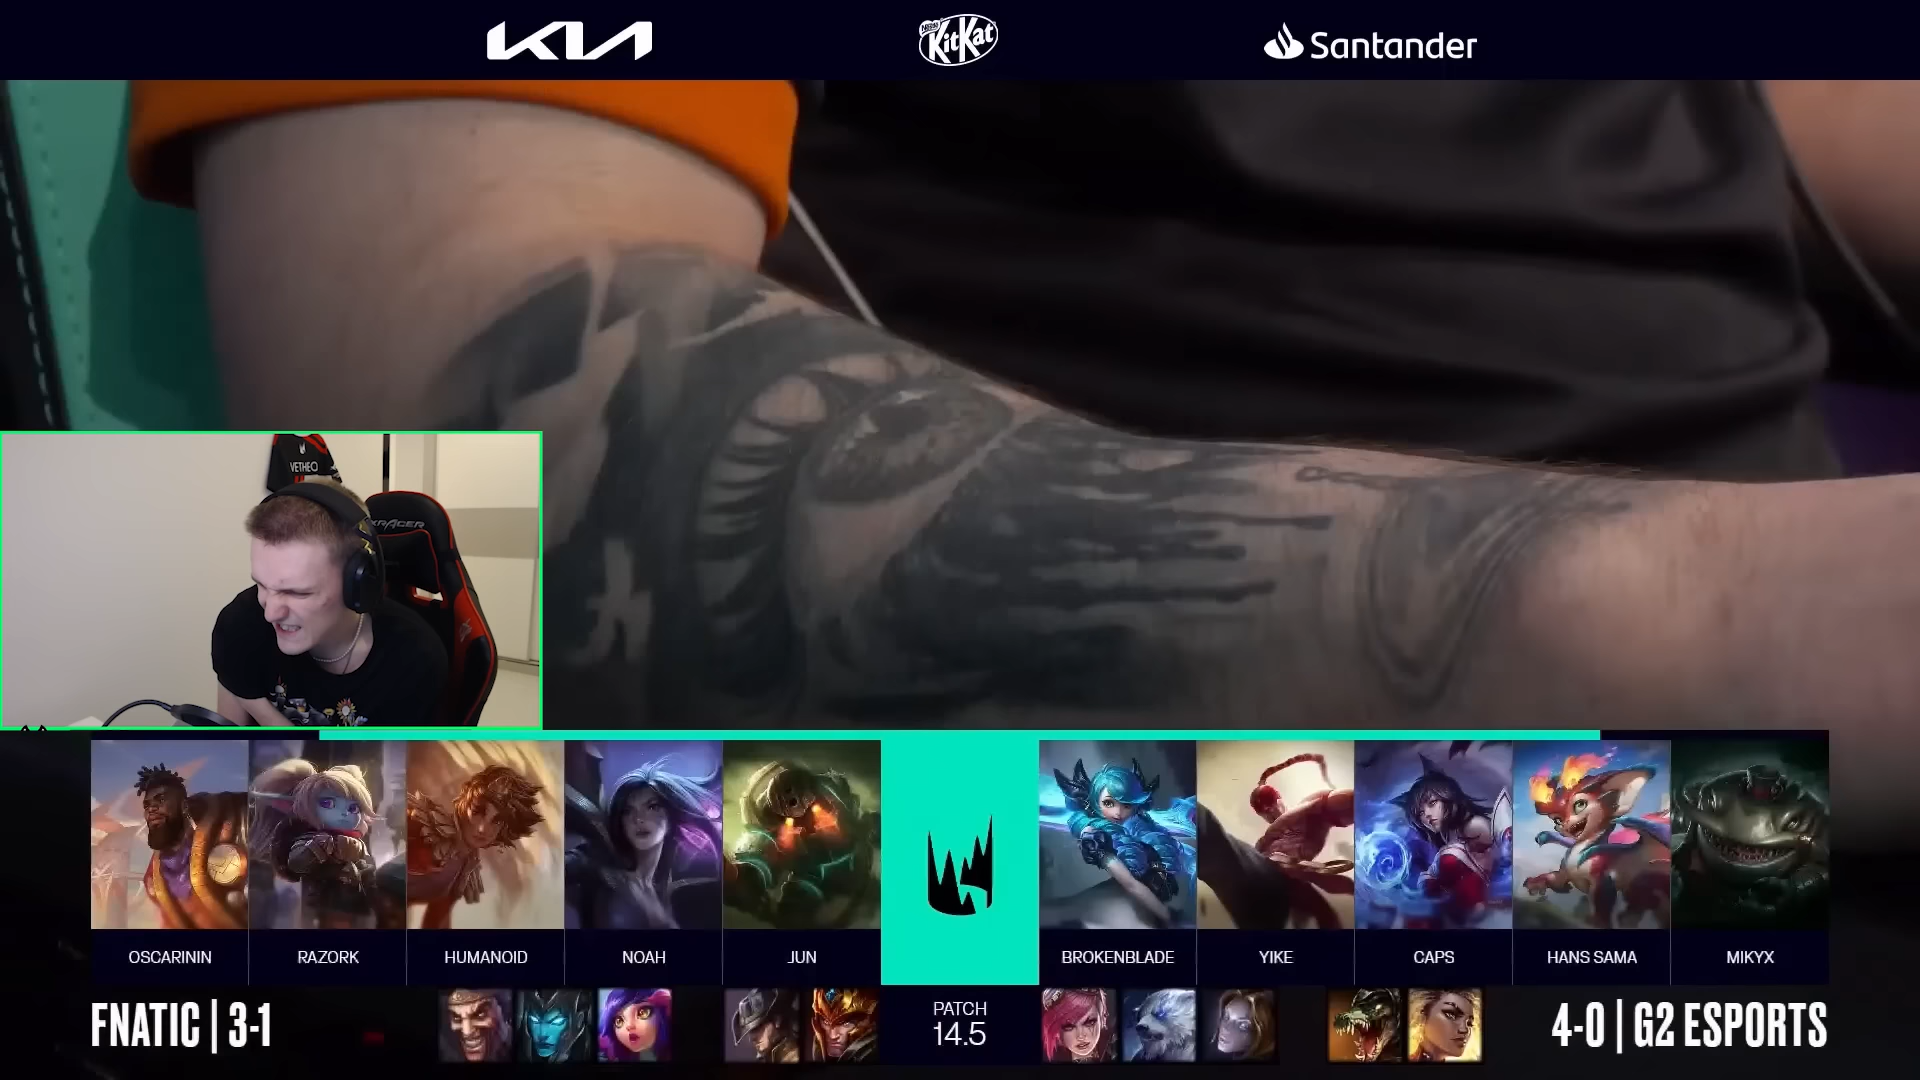 KIA
Nestlé KitKat
Santander
VETHEO
OSCARININ
RAZORK
HUMANOID
NOAH
JUN
BROKENBLADE
YIKE
CAPS
HANS SAMA
MIKYX
FNATIC | 3-1
PATCH
14.5
4-0 | G2 ESPORTS